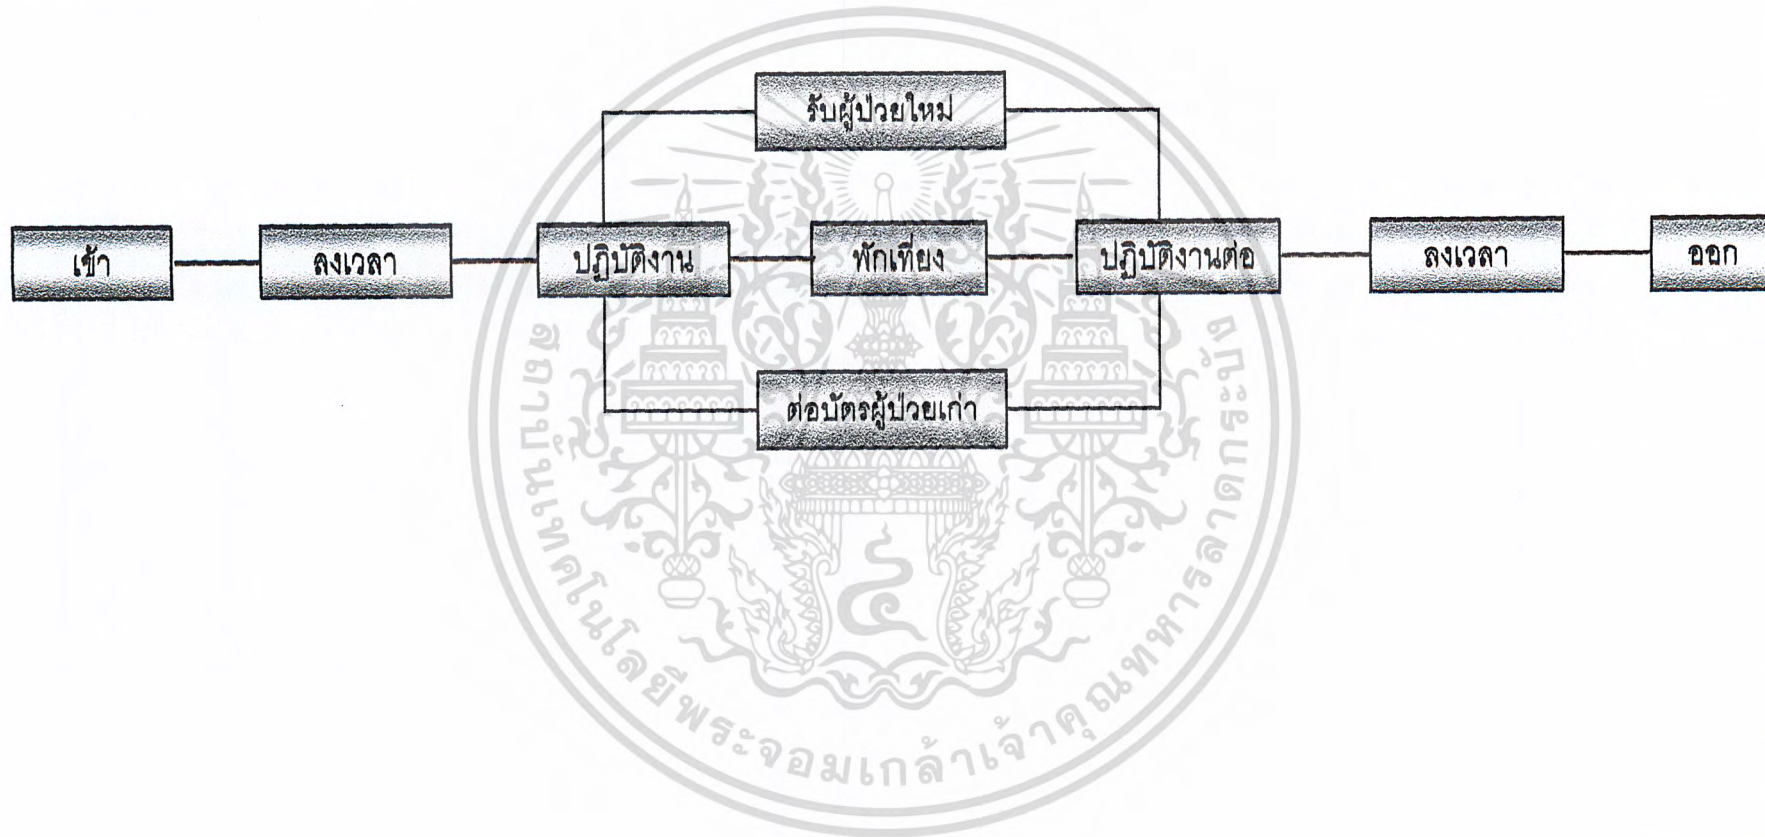 รับผู้ป่วยใหม่
เข้า
ลงเวลา
ปฏิบัติงาน
พักเที่ยง
ปฏิบัติงานต่อ
ลงเวลา
ออก
ต่อบัตรผู้ป่วยเก่า
สถาบันเทคโนโลยีพระจอมเกล้าเจ้าคุณทหารลาดกระบัง